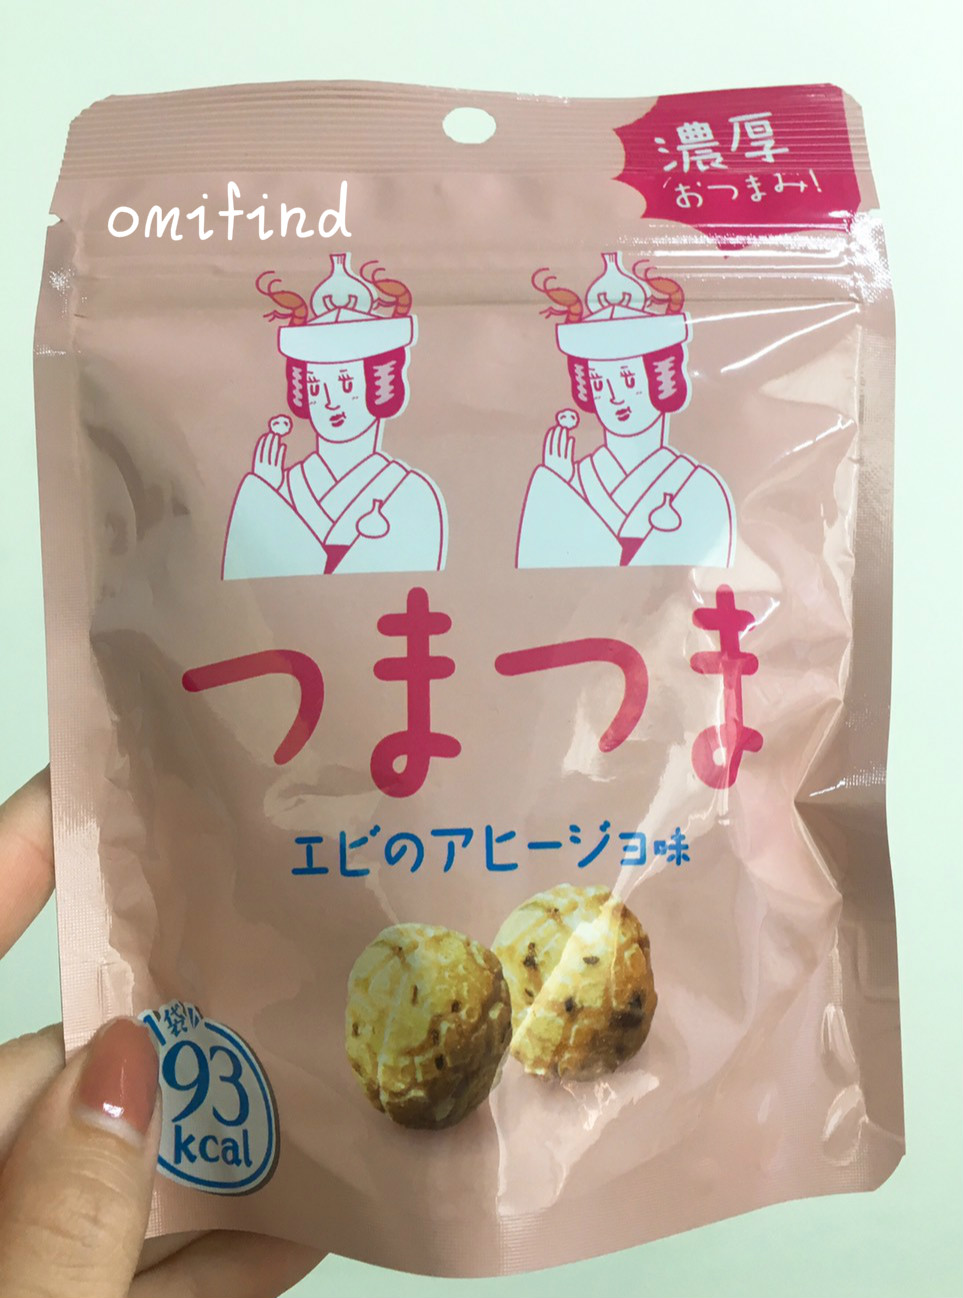 濃厚
おつまみ!
omifind
つまつま
エビのアヒージョ味
1袋
93
kcal